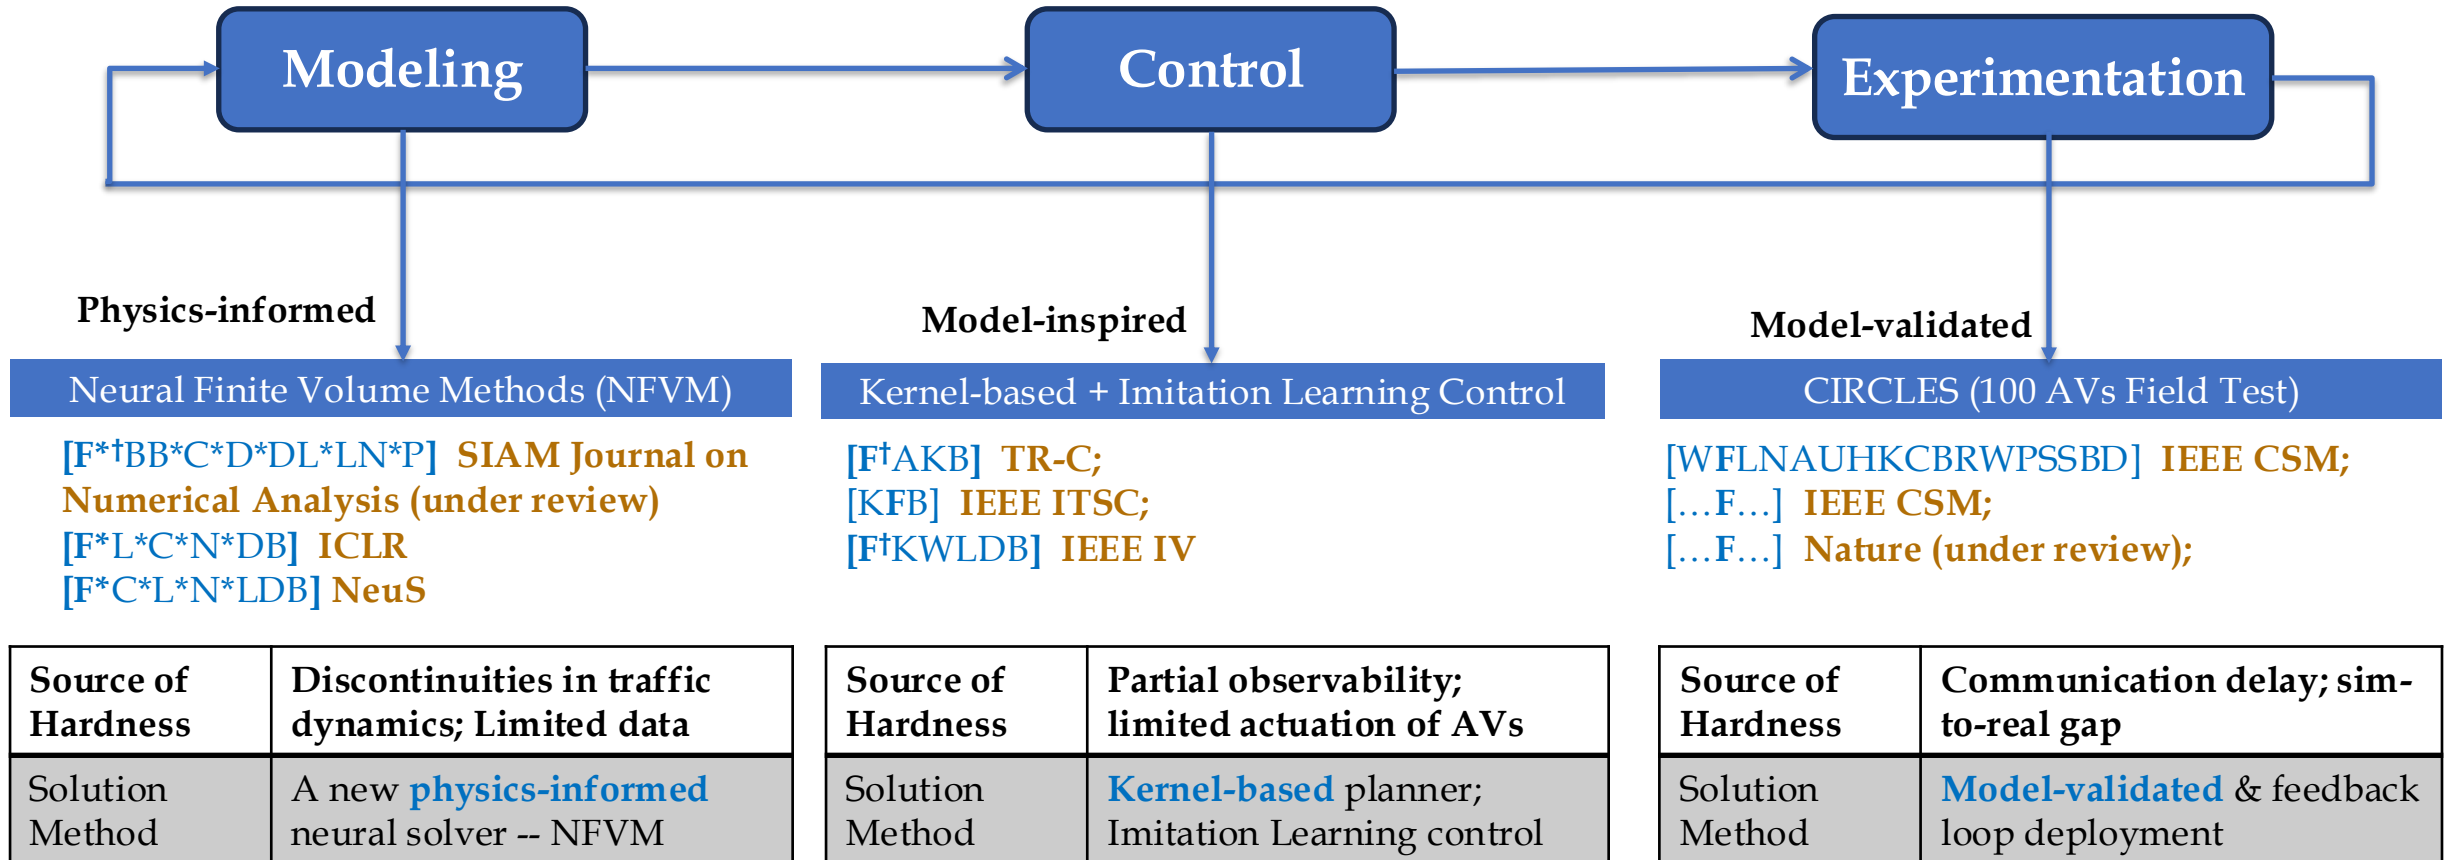 Modeling
Control
Experimentation
Physics-informed
Model-inspired
Model-validated
Neural Finite Volume Methods (NFVM)
[F*†BB*C*D*DL*LN*P] SIAM Journal on
Numerical Analysis (under review)
[F*L*C*N*DB] ICLR
[F*C*L*N*LDB] NeuS
Kernel-based + Imitation Learning Control
[F†AKB] TR-C;
[KFB] IEEE ITSC;
[F†KWLDB] IEEE IV
CIRCLES (100 AVs Field Test)
[WFLNAUHKCBRWPSSBD] IEEE CSM;
[…F…] IEEE CSM;
[…F…] Nature (under review);
Source of
Hardness
Discontinuities in traffic
dynamics; Limited data
Solution
Method
A new physics-informed
neural solver -- NFVM
Source of
Hardness
Partial observability;
limited actuation of AVs
Solution
Method
Kernel-based planner;
Imitation Learning control
Source of
Hardness
Communication delay; sim-
to-real gap
Solution
Method
Model-validated & feedback
loop deployment